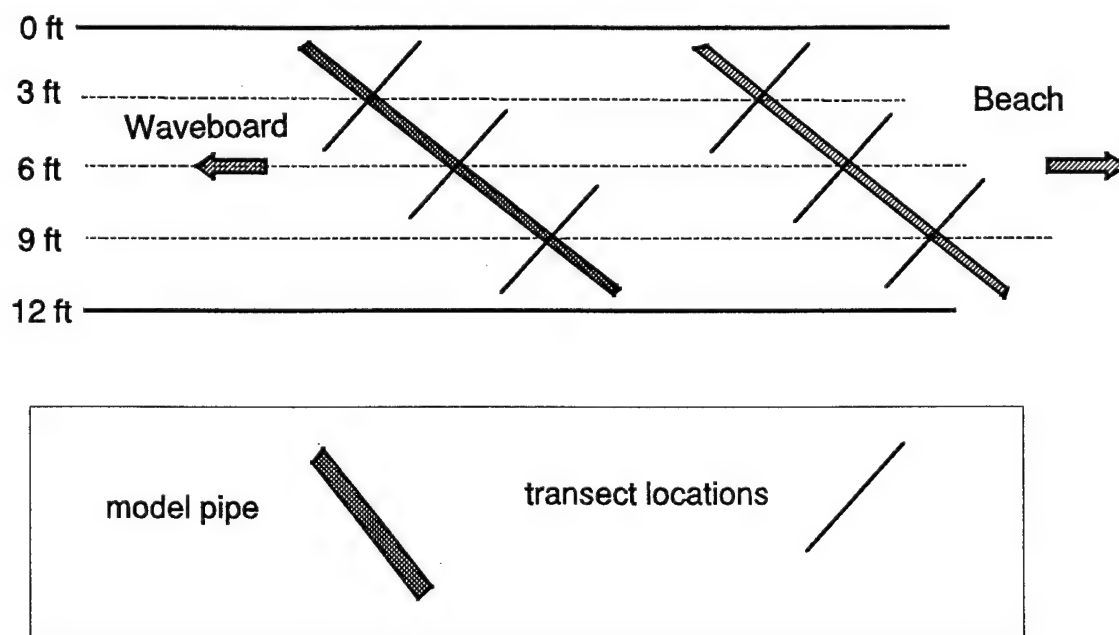 0 ft
3 ft
Beach
Waveboard
6 ft
9 ft
12 ft
model pipe
transect locations